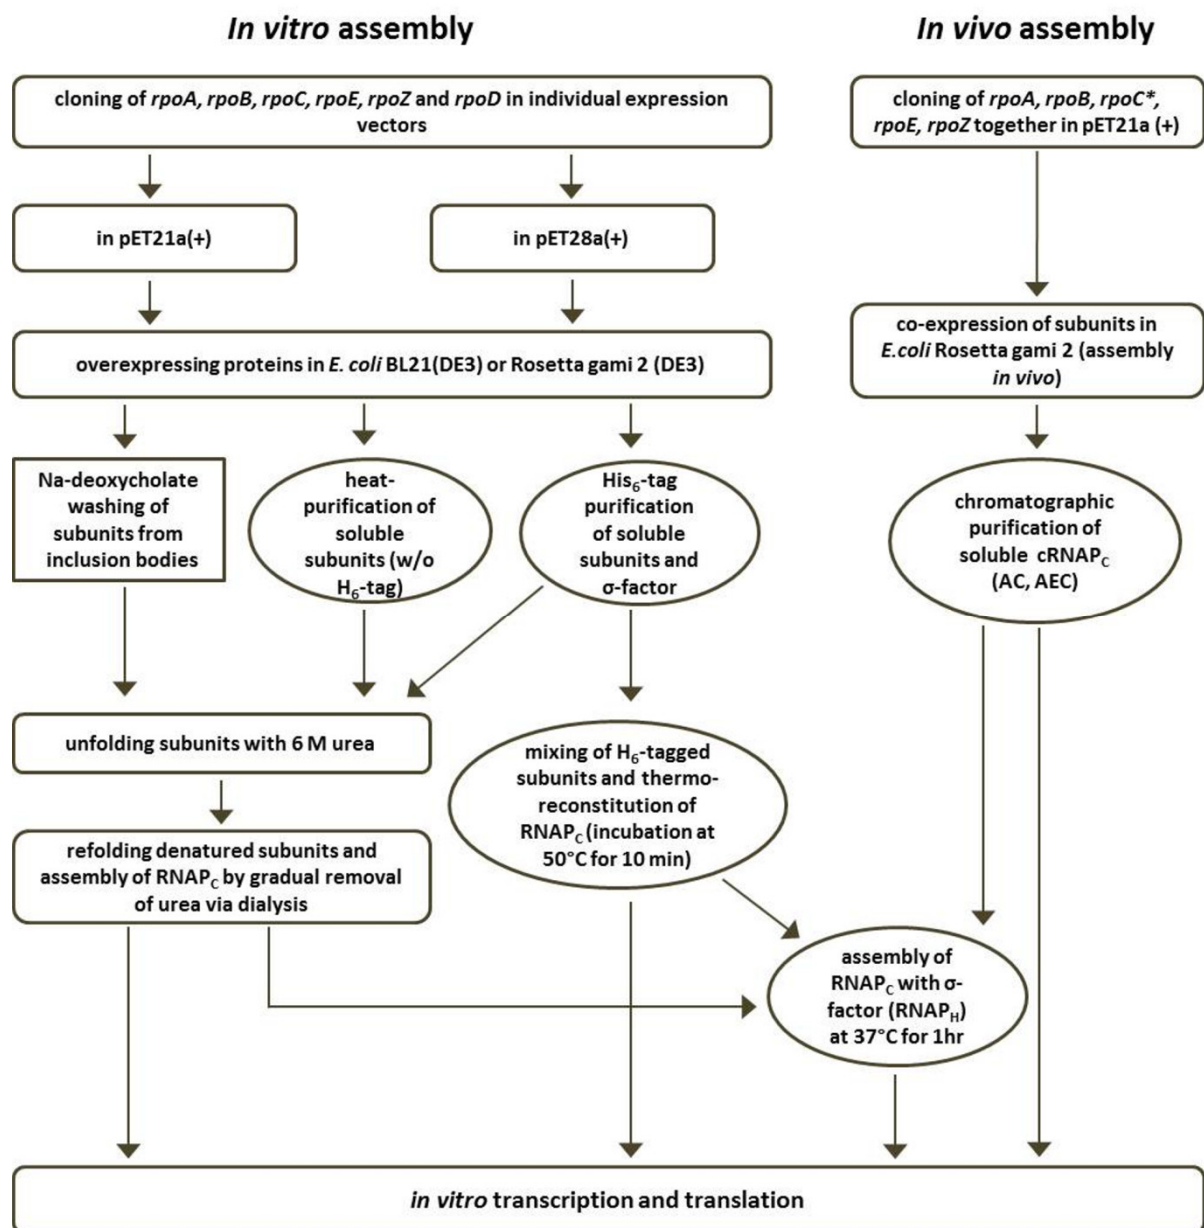 In vitro assembly
In vivo assembly
cloning of rpoA, rpoB, rpoC, rpoE, rpoZ and rpoD in individual expression
vectors
cloning of rpoA, rpoB, rpoC*,
rpoE, rpoZ together in pET21a (+)
in pET21a(+)
in pET28a(+)
overexpressing proteins in E. coli BL21(DE3) or Rosetta gami 2 (DE3)
co-expression of subunits in
E.coli Rosetta gami 2 (assembly
in vivo)
Na-deoxycholate
washing of
subunits from
inclusion bodies
heat-
purification of
soluble
subunits (w/o
H₆-tag)
His₆-tag
purification
of soluble
subunits and
σ-factor
chromatographic
purification of
soluble cRNAP_C
(AC, AEC)
unfolding subunits with 6 M urea
mixing of H₆-tagged
subunits and thermo-
reconstitution of
RNAP_C (incubation at
50°C for 10 min)
refolding denatured subunits and
assembly of RNAP_C by gradual removal
of urea via dialysis
assembly of
RNAP_C with σ-
factor (RNAP_H)
at 37°C for 1hr
in vitro transcription and translation